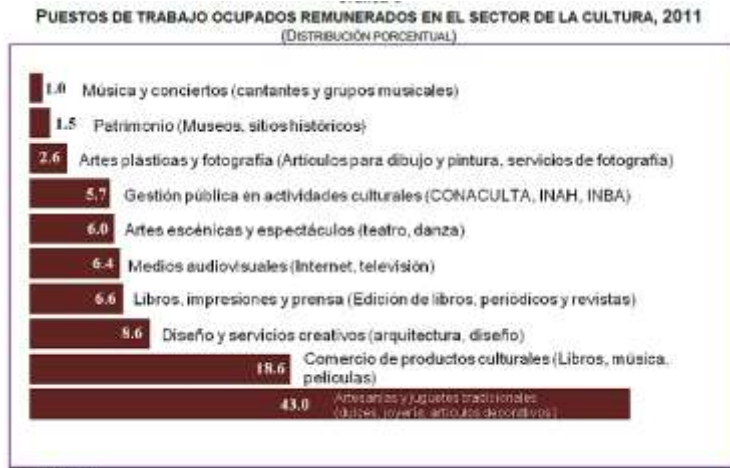 PUESTOS DE TRABAJO OCUPADOS REMUNERADOS EN EL SECTOR DE LA CULTURA, 2011
(DISTRIBUCIÓN PORCENTUAL)
1.0 Música y conciertos (cantantes y grupos musicales)
1.5 Patrimonio (Museos, sitios históricos)
2.6 Artes plásticas y fotografía (Artículos para dibujo y pintura, servicios de fotografía)
5.7 Gestión pública en actividades culturales (CONACULTA, INAH, INBA)
6.0 Artes escénicas y espectáculos (teatro, danza)
6.4 Medios audiovisuales (Internet, televisión)
6.6 Libros, impresiones y prensa (Edición de libros, periódicos y revistas)
8.6 Diseño y servicios creativos (arquitectura, diseño)
18.6 Comercio de productos culturales (Libros, música,
películas)
43.0 Artesanías y juguetes tradicionales
(dulces, joyería, artículos decorativos)